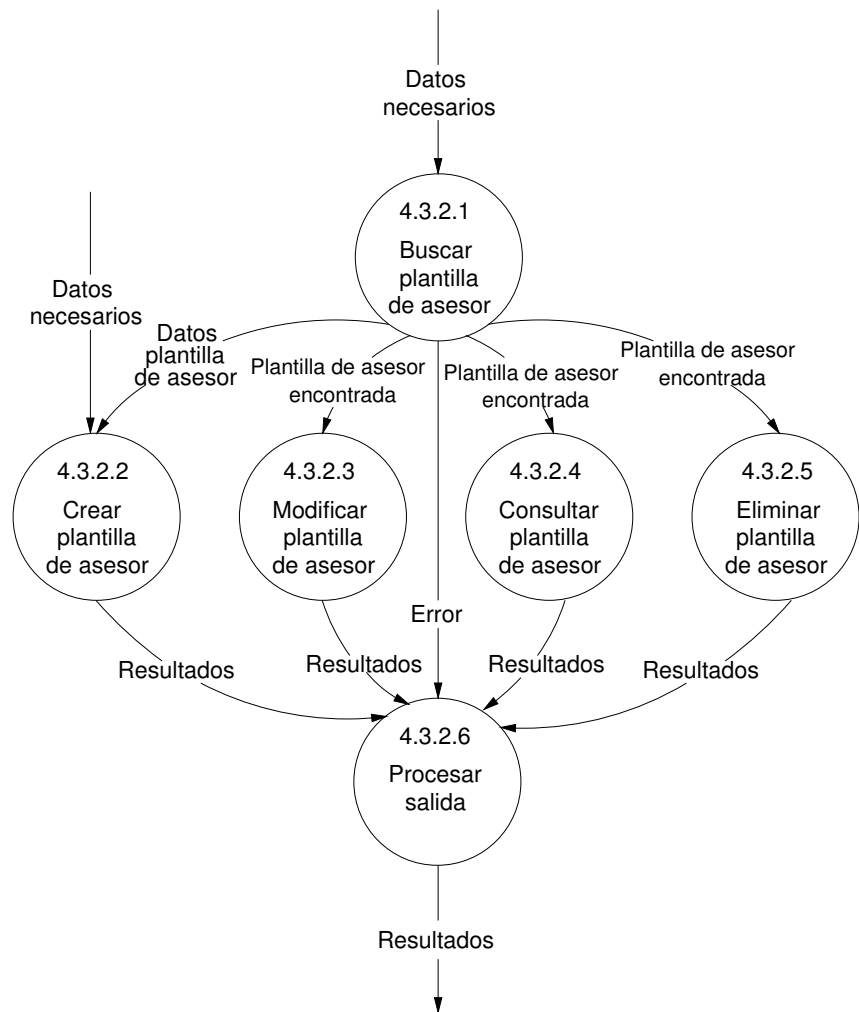 Datos
necesarios
4.3.2.1
Buscar
plantilla
de asesor
Datos
necesarios
Datos
plantilla
de asesor
Plantilla de asesor
encontrada
Plantilla de asesor
encontrada
Plantilla de asesor
encontrada
4.3.2.2
Crear
plantilla
de asesor
4.3.2.3
Modificar
plantilla
de asesor
4.3.2.4
Consultar
plantilla
de asesor
4.3.2.5
Eliminar
plantilla
de asesor
Error
Resultados
Resultados
Resultados
Resultados
4.3.2.6
Procesar
salida
Resultados